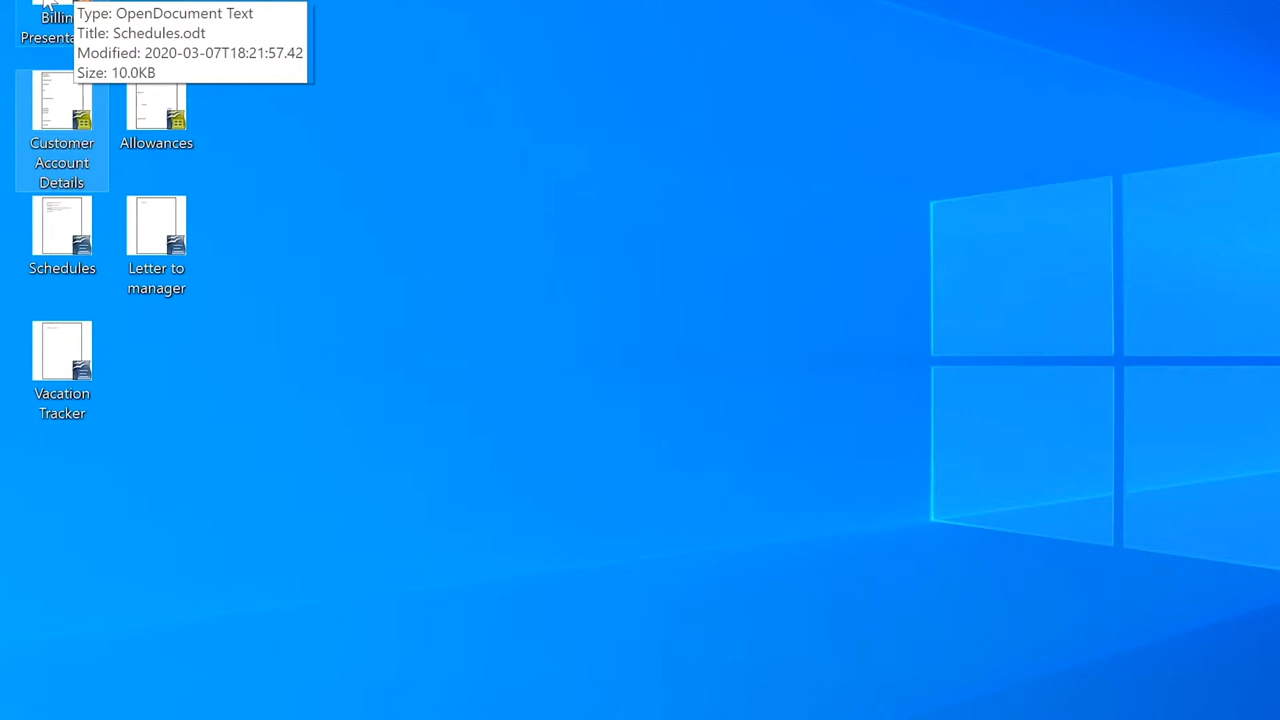 Type: OpenDocument Text
Title: Schedules.odt
Modified: 2020-03-07T18:21:57.42
Size: 10.0KB
Customer
Account
Details
Allowances
Schedules
Letter to
manager
Vacation
Tracker